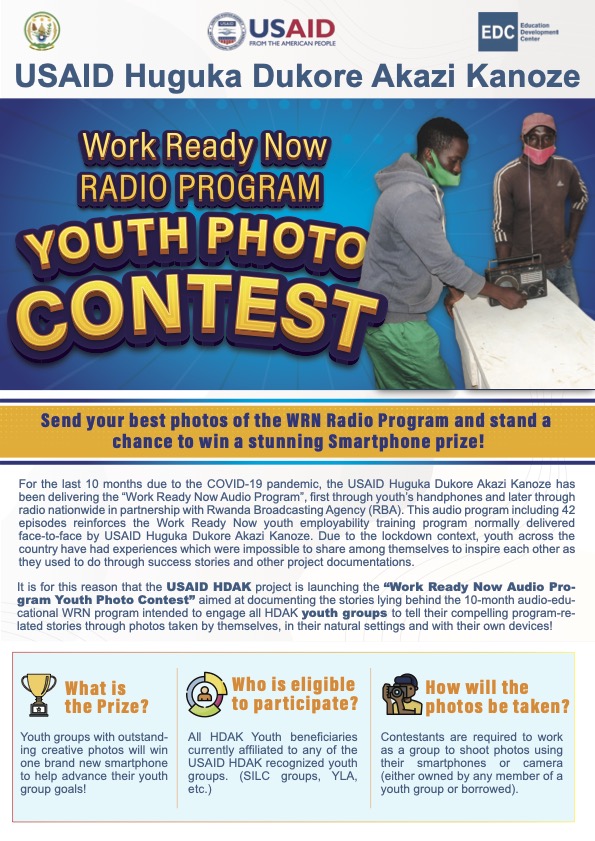 USAID
FROM THE AMERICAN PEOPLE
EDC
Education
Development
Center
USAID Huguka Dukore Akazi Kanoze
Work Ready Now
RADIO PROGRAM
YOUTH PHOTO
CONTEST
Send your best photos of the WRN Radio Program and stand a
chance to win a stunning Smartphone prize!
For the last 10 months due to the COVID-19 pandemic, the USAID Huguka Dukore Akazi Kanoze has
been delivering the “Work Ready Now Audio Program”, first through youth’s handphones and later through
radio nationwide in partnership with Rwanda Broadcasting Agency (RBA). This audio program including 42
episodes reinforces the Work Ready Now youth employability training program normally delivered
face-to-face by USAID Huguka Dukore Akazi Kanoze. Due to the lockdown context, youth across the
country have had experiences which were impossible to share among themselves to inspire each other as
they used to do through success stories and other project documentations.
It is for this reason that the USAID HDAK project is launching the “Work Ready Now Audio Pro-
gram Youth Photo Contest” aimed at documenting the stories lying behind the 10-month audio-edu-
cational WRN program intended to engage all HDAK youth groups to tell their compelling program-re-
lated stories through photos taken by themselves, in their natural settings and with their own devices!
What is
the Prize?
Youth groups with outstand-
ing creative photos will win
one brand new smartphone
to help advance their youth
group goals!
Who is eligible
to participate?
All HDAK Youth beneficiaries
currently affiliated to any of the
USAID HDAK recognized youth
groups. (SILC groups, YLA,
etc.)
How will the
photos be taken?
Contestants are required to work
as a group to shoot photos using
their smartphones or camera
(either owned by any member of a
youth group or borrowed).